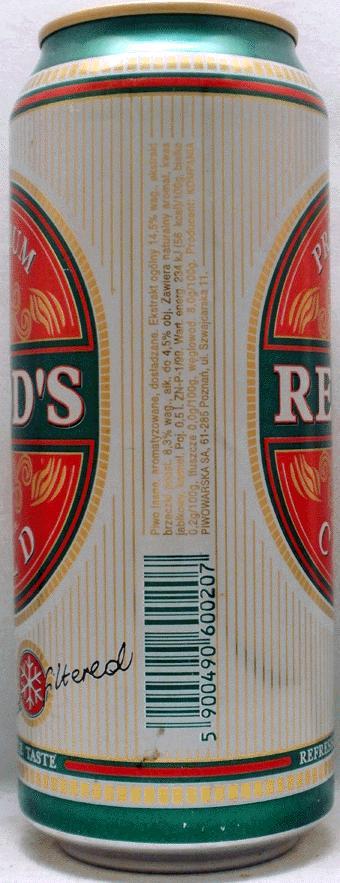 UM
D'S
D
PR
RE
C
Piwo jasne, aromatyzowane, dosładzane. Ekstrakt ogólny 14,5% wag., ekstrakt
brzeczki podst. 8,3% wag., alk. do 4,5% obj. Zawiera naturalny aromat, kwas
jabłkowy, karmel. Poj. 0,5 l. ZN-P-1/99. Wart. energ. 234 kJ (56 kcal)/100g, białko
0,2g/100g, tłuszcze 0,0g/100g, węglowod. 8,0g/100g. Producent: KOMPANIA
PIWOWARSKA SA, 61-285 Poznań, ul. Szwajcarska 11.
5 900490 600207
filtered
TASTE
REFRES